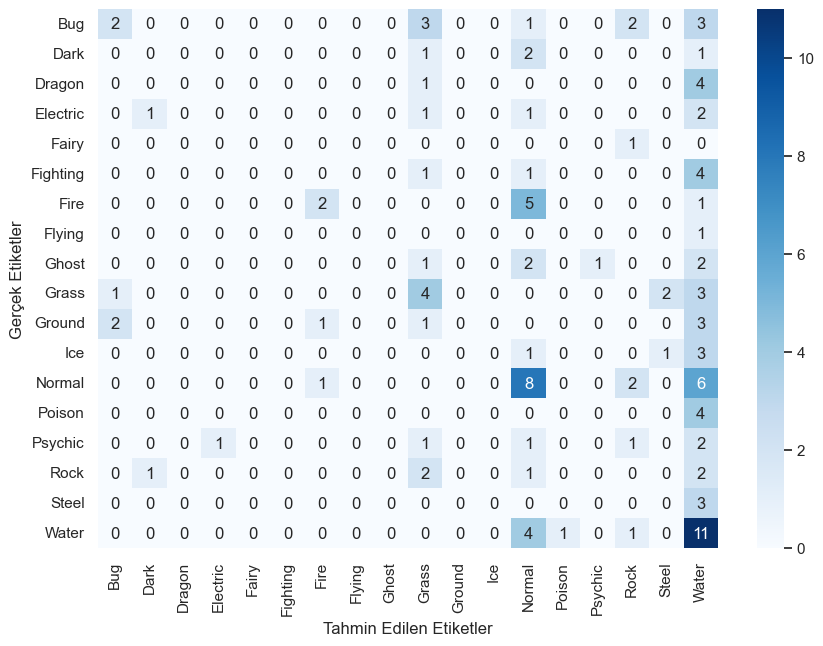 Gerçek Etiketler
Bug 2 0 0 0 0 0 0 0 0 3 0 0 1 0 0 2 0 3
Dark 0 0 0 0 0 0 0 0 0 1 0 0 2 0 0 0 0 1
Dragon 0 0 0 0 0 0 0 0 0 1 0 0 0 0 0 0 0 4
Electric 0 1 0 0 0 0 0 0 0 1 0 0 1 0 0 0 0 2
Fairy 0 0 0 0 0 0 0 0 0 0 0 0 0 0 0 1 0 0
Fighting 0 0 0 0 0 0 0 0 0 1 0 0 1 0 0 0 0 4
Fire 0 0 0 0 0 0 2 0 0 0 0 0 5 0 0 0 0 1
Flying 0 0 0 0 0 0 0 0 0 0 0 0 0 0 0 0 0 1
Ghost 0 0 0 0 0 0 0 0 0 1 0 0 2 0 1 0 0 2
Grass 1 0 0 0 0 0 0 0 0 4 0 0 0 0 0 0 2 3
Ground 2 0 0 0 0 0 1 0 0 1 0 0 0 0 0 0 0 3
Ice 0 0 0 0 0 0 0 0 0 0 0 0 1 0 0 0 1 3
Normal 0 0 0 0 0 0 1 0 0 0 0 0 8 0 0 2 0 6
Poison 0 0 0 0 0 0 0 0 0 0 0 0 0 0 0 0 0 4
Psychic 0 0 0 1 0 0 0 0 0 1 0 0 1 0 0 1 0 2
Rock 0 1 0 0 0 0 0 0 0 2 0 0 1 0 0 0 0 2
Steel 0 0 0 0 0 0 0 0 0 0 0 0 0 0 0 0 0 3
Water 0 0 0 0 0 0 0 0 0 0 0 0 4 1 0 1 0 11
Bug Dark Dragon Electric Fairy Fighting Fire Flying Ghost Grass Ground Ice Normal Poison Psychic Rock Steel Water
Tahmin Edilen Etiketler
10
8
6
4
2
0